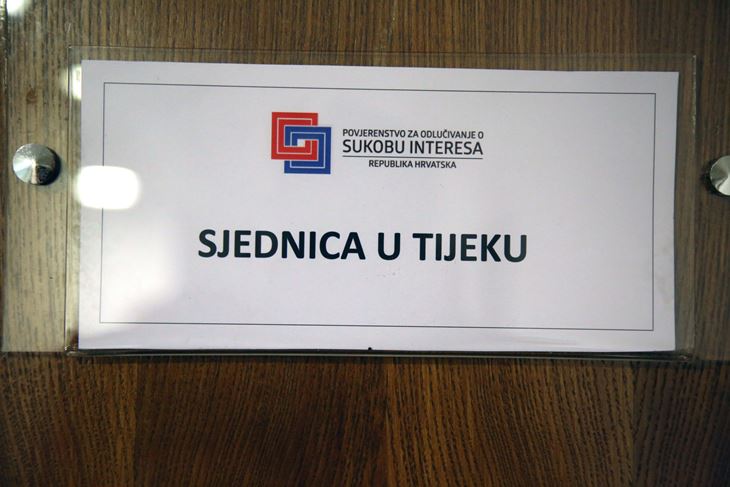 POVJERENSTVO ZA ODLUČIVANJE O
SUKOBU INTERESA
REPUBLIKA HRVATSKA
SJEDNICA U TIJEKU